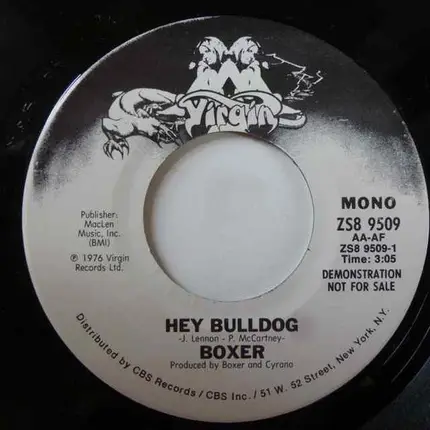 Virgin
Publisher:
MacLen
Music, Inc.
(BMI)
℗ 1976 Virgin
Records Ltd.
MONO
ZS8 9509
AA-AF
ZS8 9509-1
Time: 3:05
DEMONSTRATION
NOT FOR SALE
HEY BULLDOG
-J. Lennon - P. McCartney-
BOXER
Produced by Boxer and Cyrano
Distributed by CBS Records / CBS Inc. / 51 W. 52 Street, New York, N.Y.